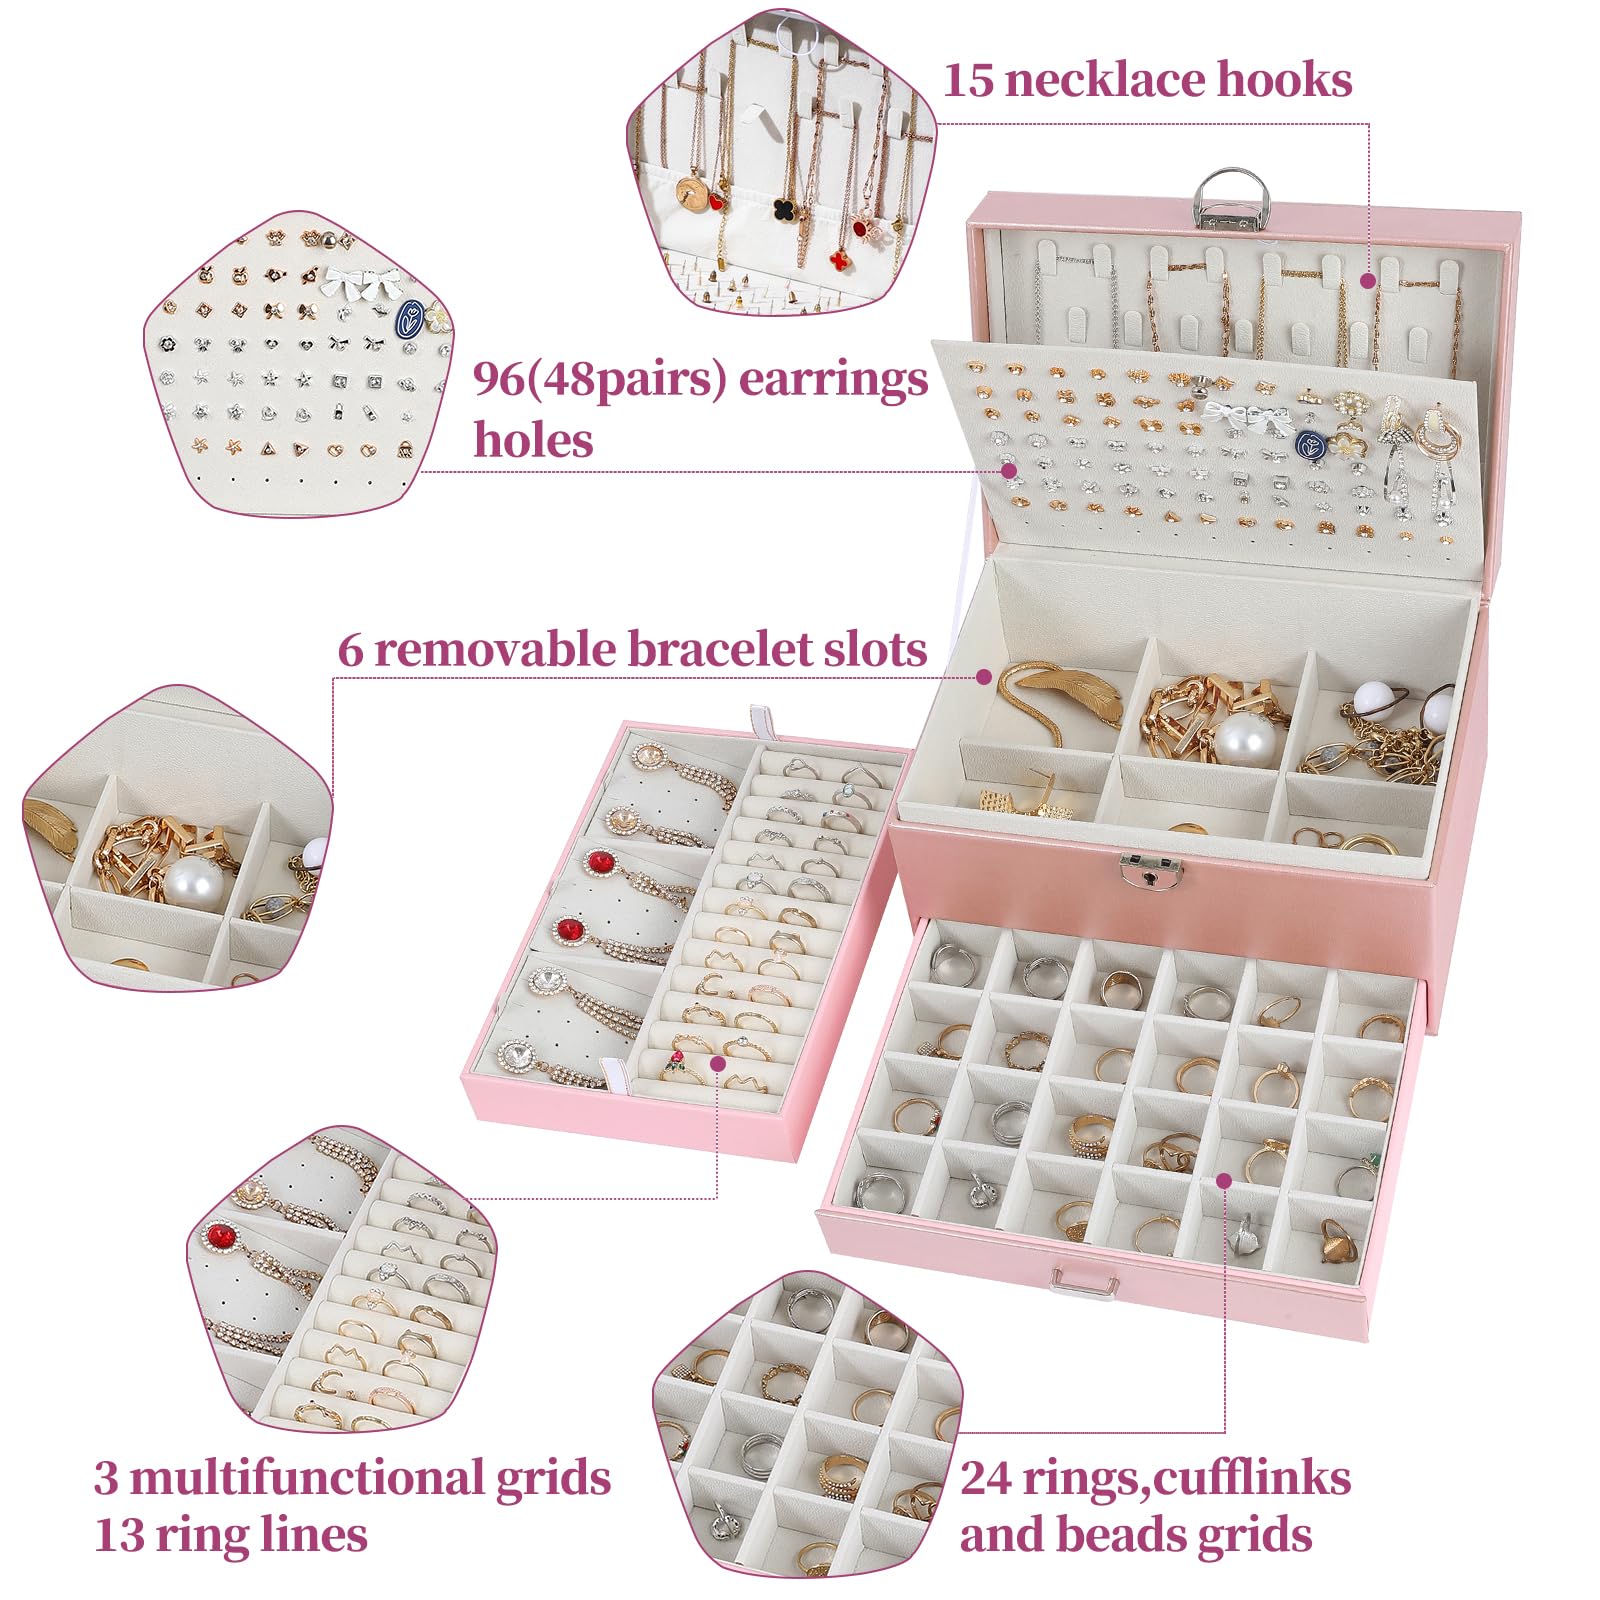 15 necklace hooks
96(48pairs) earrings
holes
6 removable bracelet slots
3 multifunctional grids
13 ring lines
24 rings,cufflinks
and beads grids